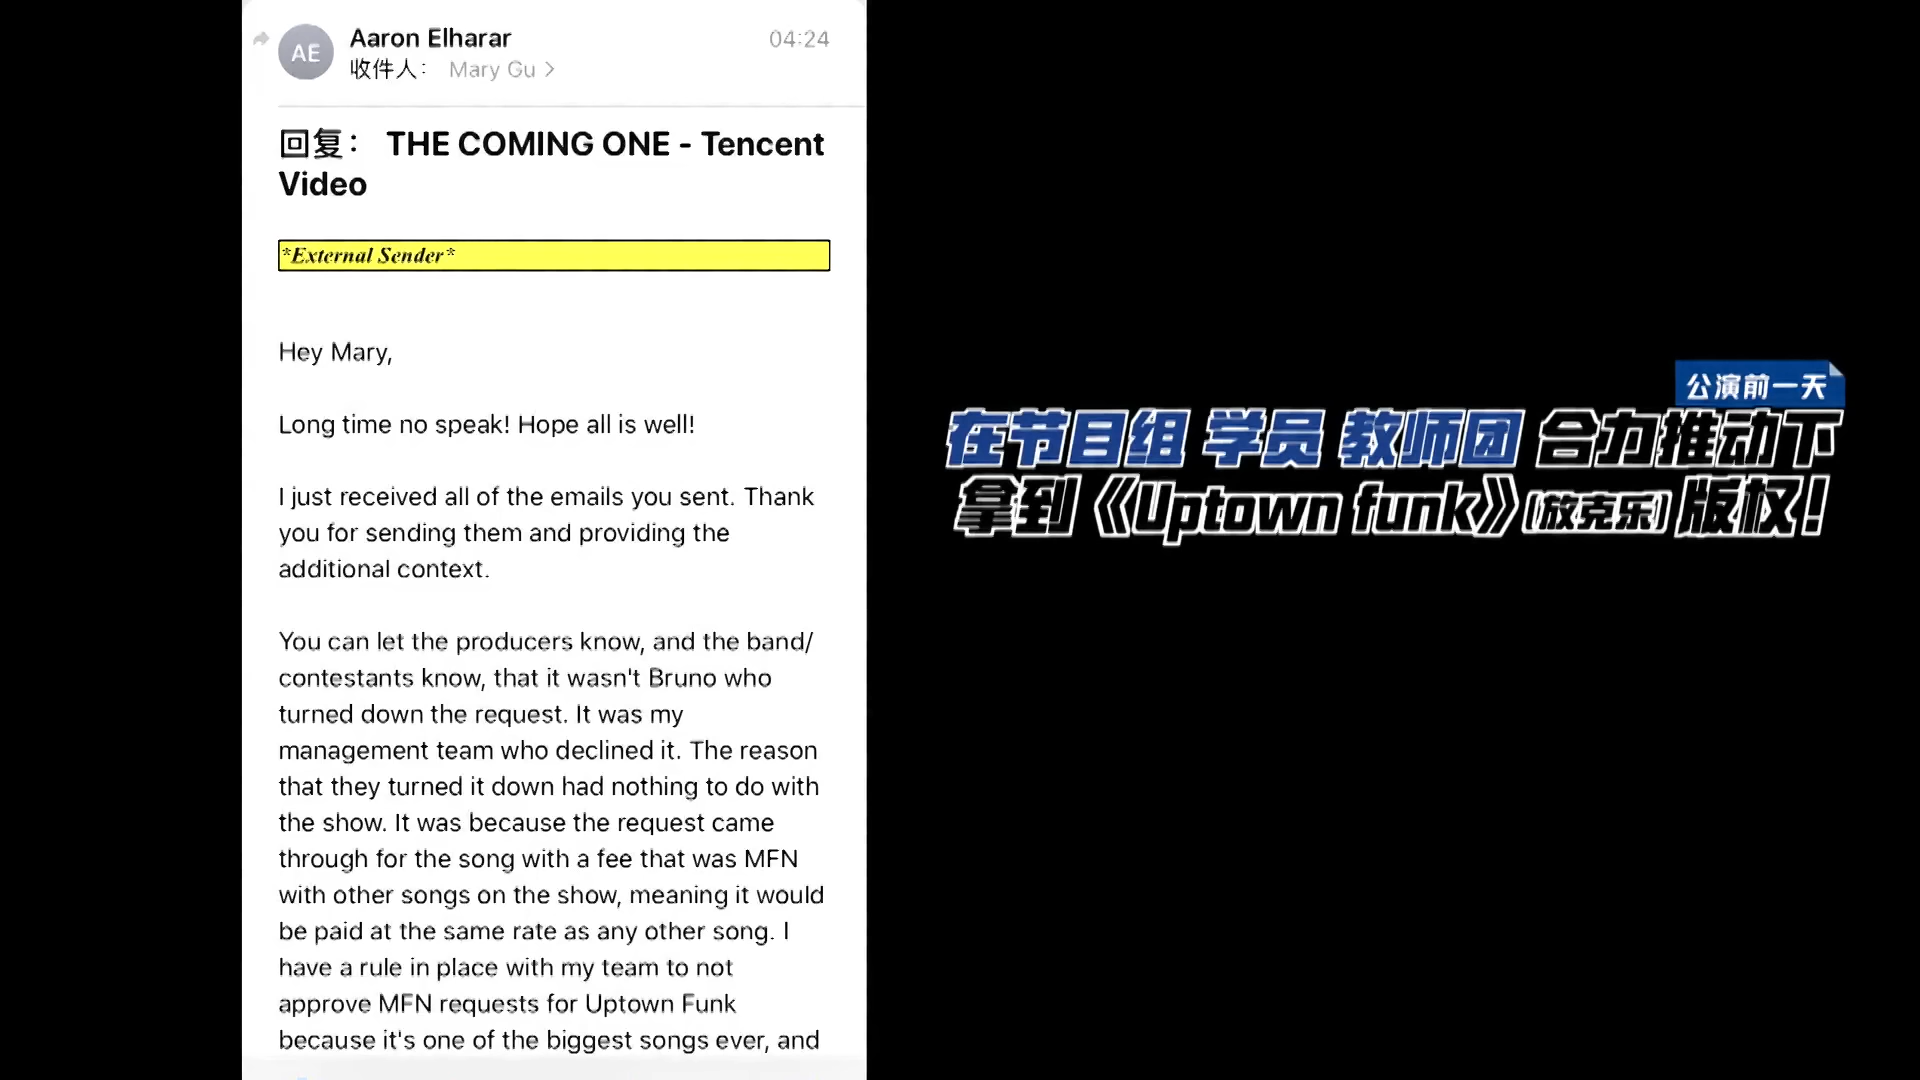 AE
Aaron Elharar
04:24
收件人： Mary Gu
回复： THE COMING ONE - Tencent
Video
*External Sender*
Hey Mary,
Long time no speak! Hope all is well!
I just received all of the emails you sent. Thank
you for sending them and providing the
additional context.
You can let the producers know, and the band/
contestants know, that it wasn't Bruno who
turned down the request. It was my
management team who declined it. The reason
that they turned it down had nothing to do with
the show. It was because the request came
through for the song with a fee that was MFN
with other songs on the show, meaning it would
be paid at the same rate as any other song. I
have a rule in place with my team to not
approve MFN requests for Uptown Funk
because it's one of the biggest songs ever, and
公演前一天
在节目组 学员 教师团 合力推动下
拿到《Uptown funk》(放克乐)版权！